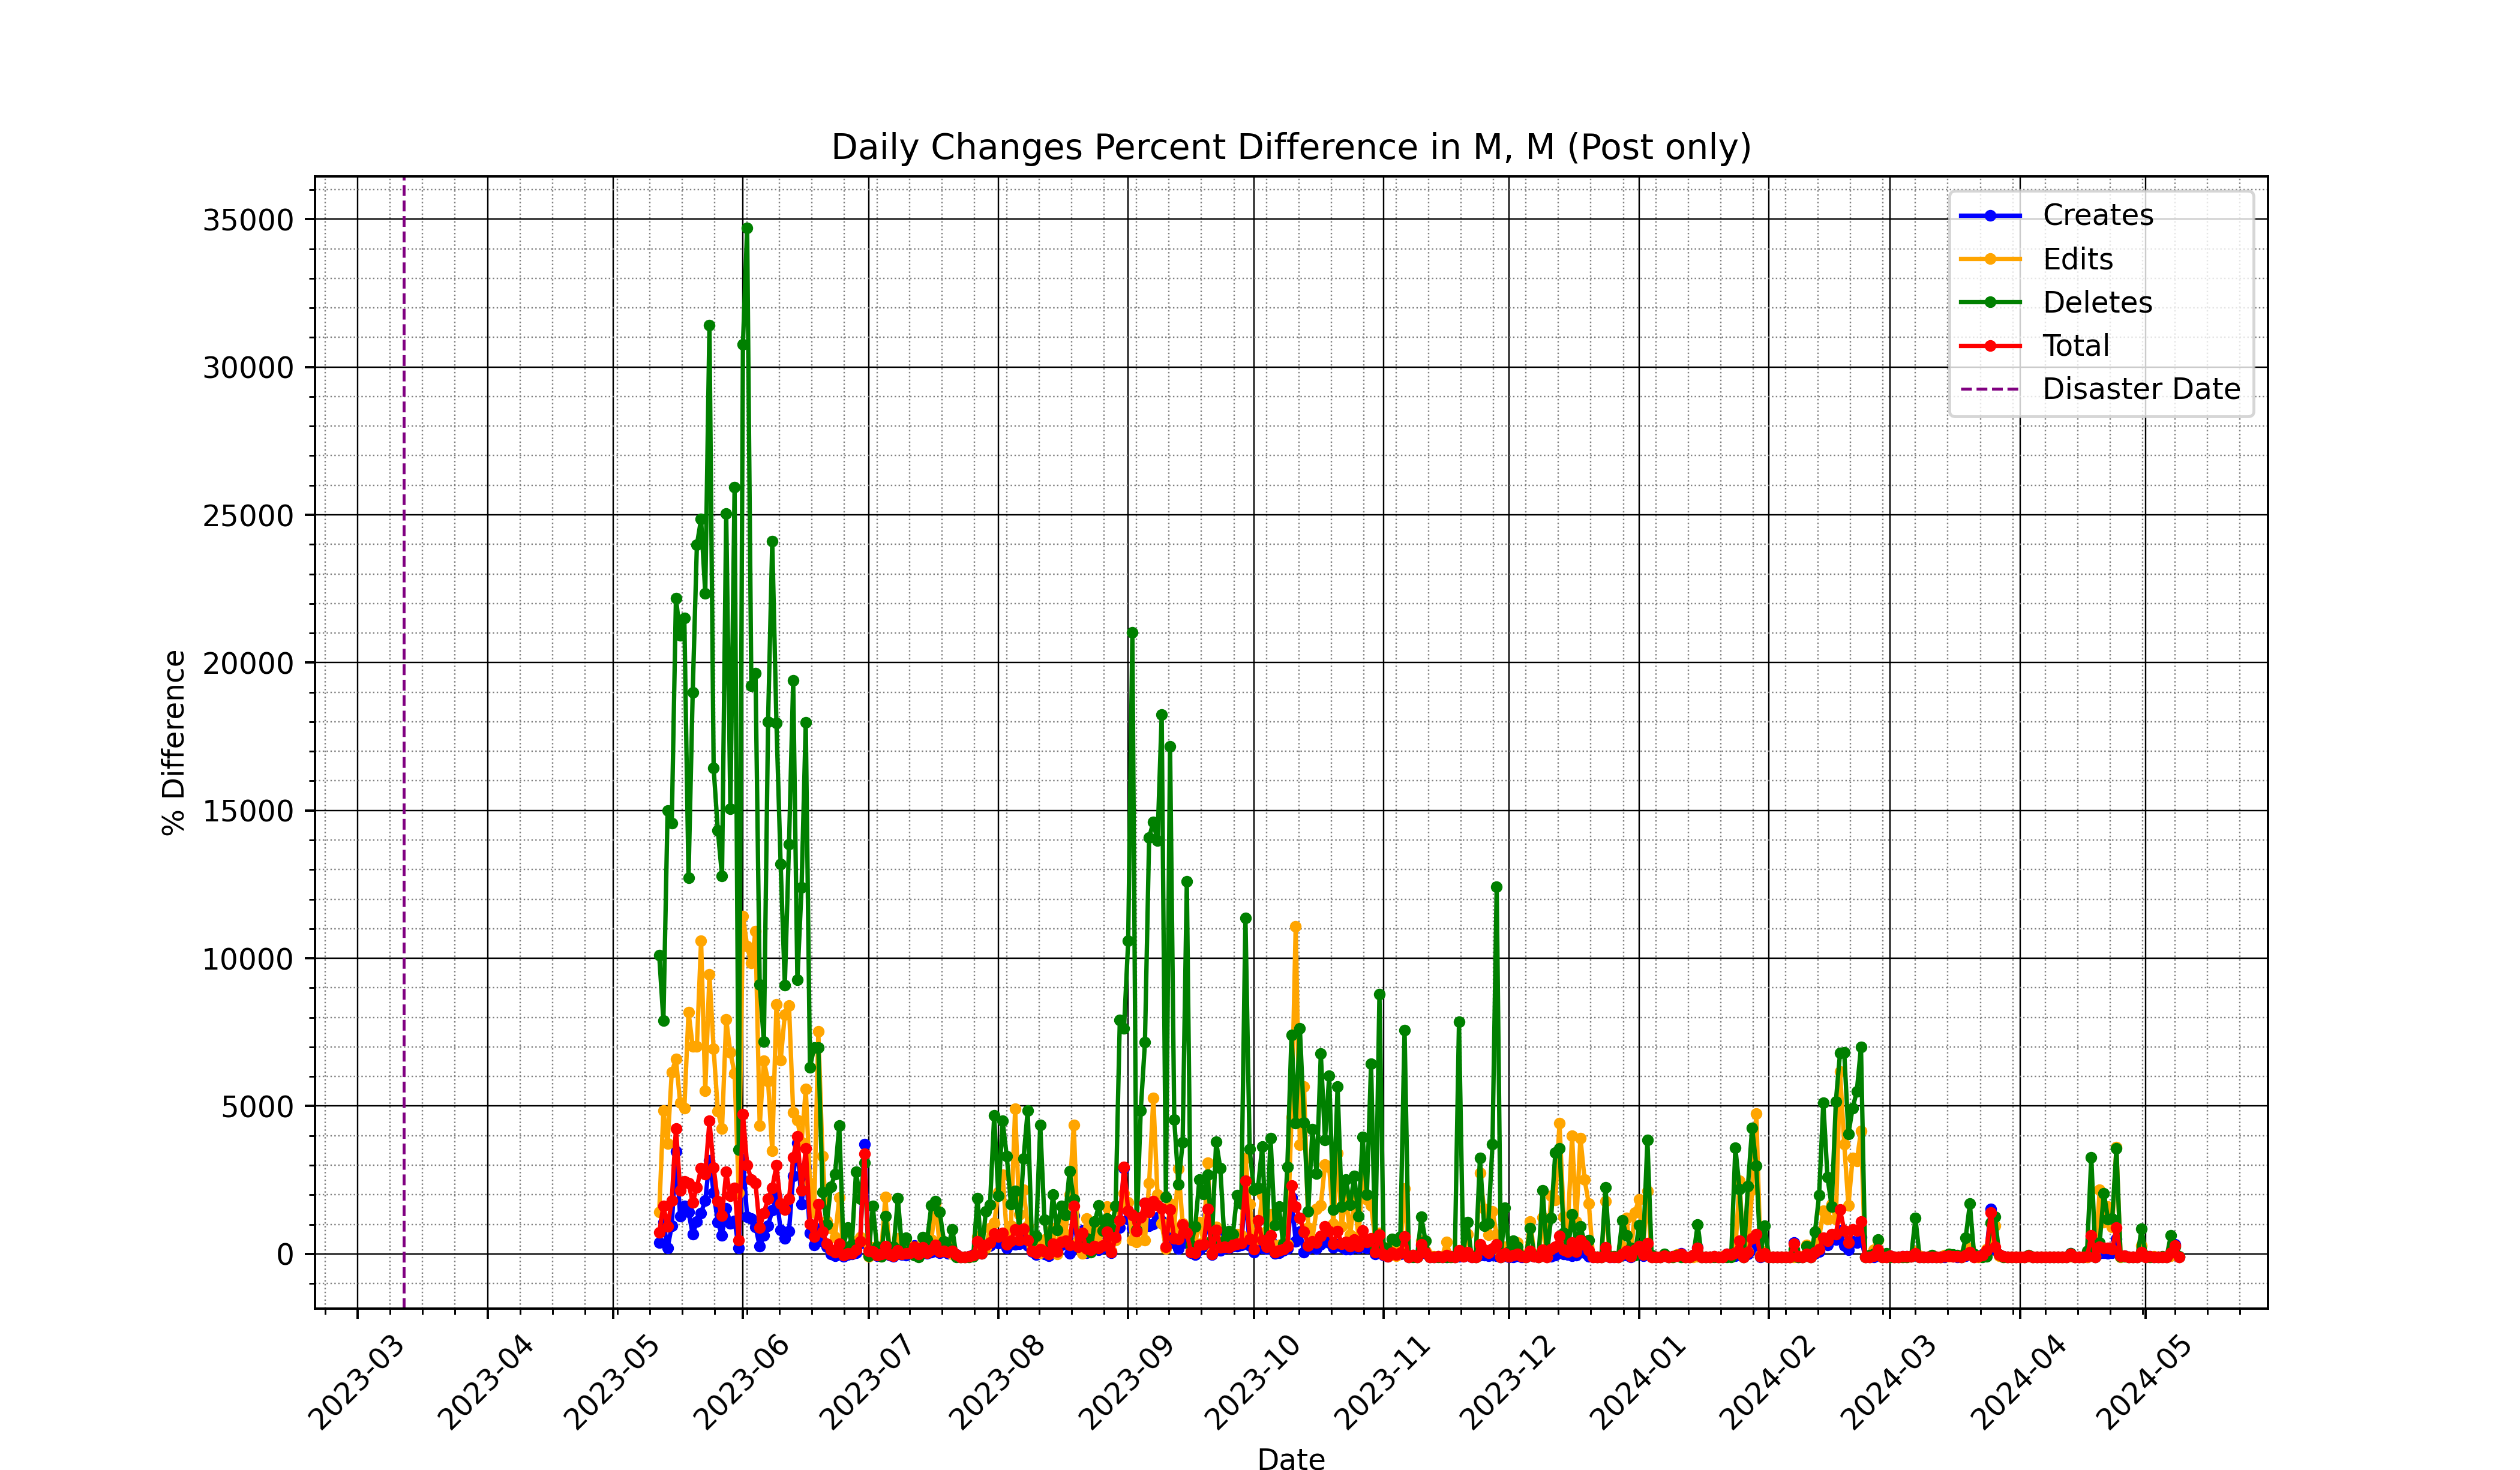 Daily Changes Percent Difference in M, M (Post only)
Creates
Edits
Deletes
Total
Disaster Date
% Difference
35000
30000
25000
20000
15000
10000
5000
0
2023-03
2023-04
2023-05
2023-06
2023-07
2023-08
2023-09
2023-10
2023-11
2023-12
2024-01
2024-02
2024-03
2024-04
2024-05
Date